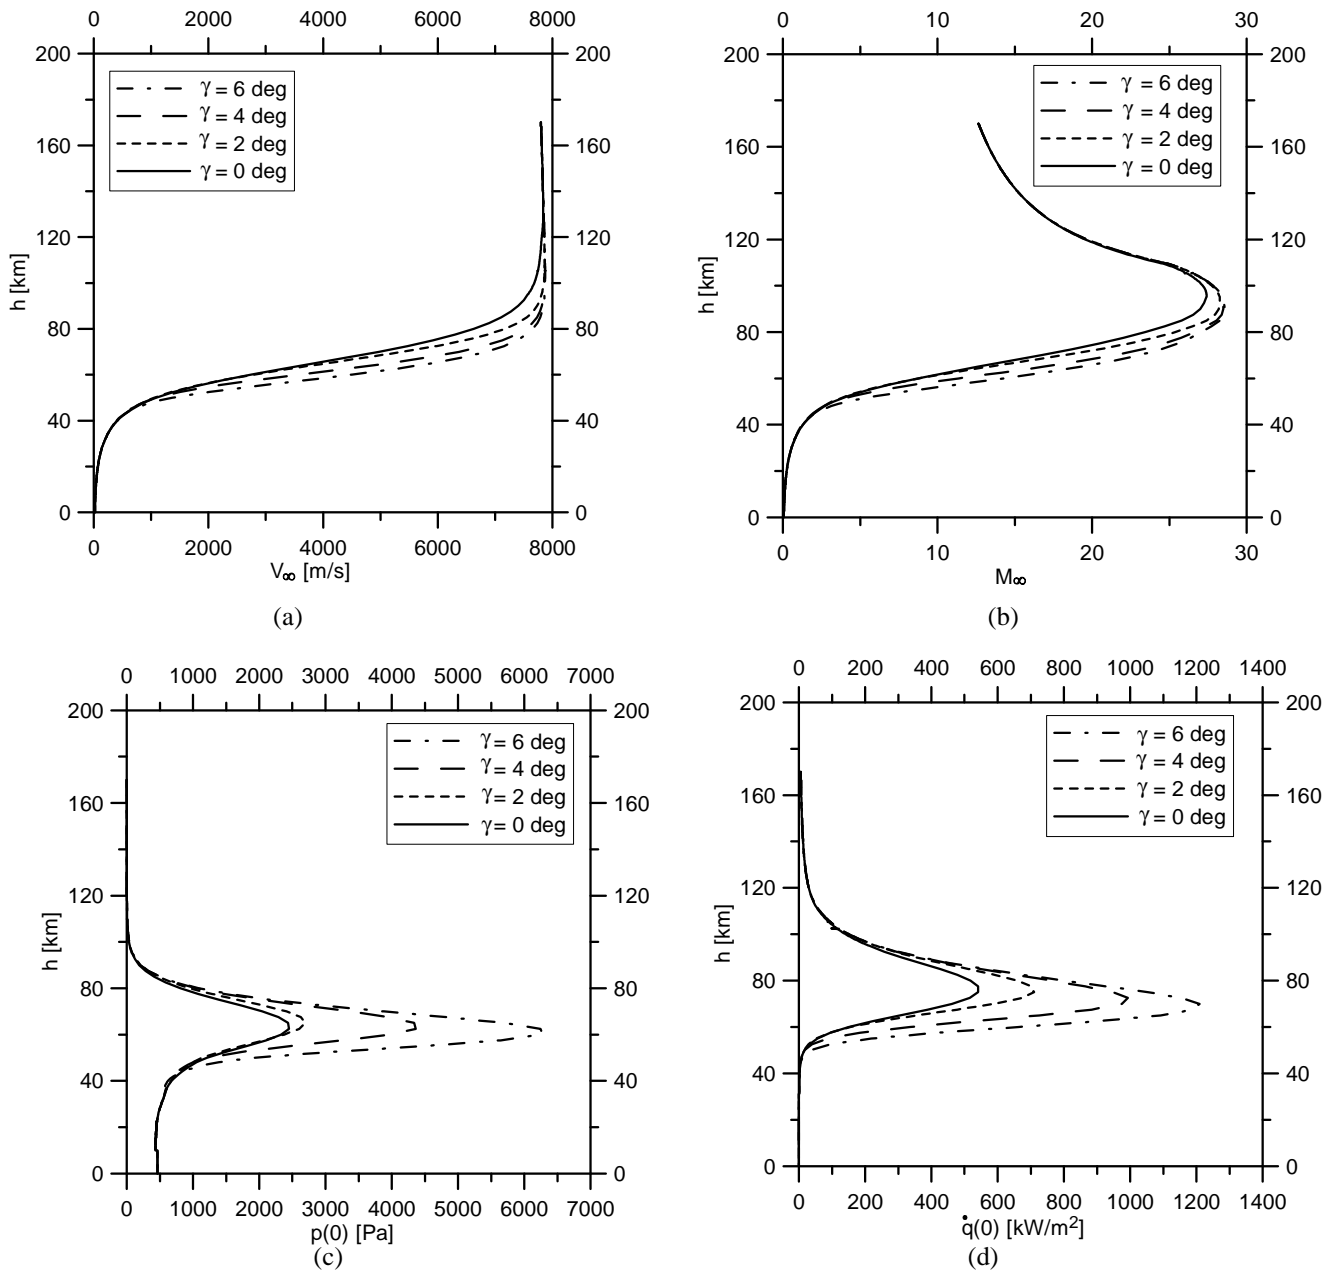 0 2000 4000 6000 8000
200 200
γ = 6 deg
γ = 4 deg
γ = 2 deg
γ = 0 deg
160 160
120 120
h [km]
80 80
40 40
0 0
0 2000 4000 6000 8000
V∞ [m/s]
(a)
0 10 20 30
200 200
γ = 6 deg
γ = 4 deg
γ = 2 deg
γ = 0 deg
160 160
120 120
h [km]
80 80
40 40
0 0
0 10 20 30
M∞
(b)
0 1000 2000 3000 4000 5000 6000 7000
200 200
γ = 6 deg
γ = 4 deg
γ = 2 deg
γ = 0 deg
160 160
120 120
h [km]
80 80
40 40
0 0
0 1000 2000 3000 4000 5000 6000 7000
p(0) [Pa]
(c)
0 200 400 600 800 1000 1200 1400
200 200
γ = 6 deg
γ = 4 deg
γ = 2 deg
γ = 0 deg
160 160
120 120
h [km]
80 80
40 40
0 0
0 200 400 600 800 1000 1200 1400
q̇(0) [kW/m²]
(d)